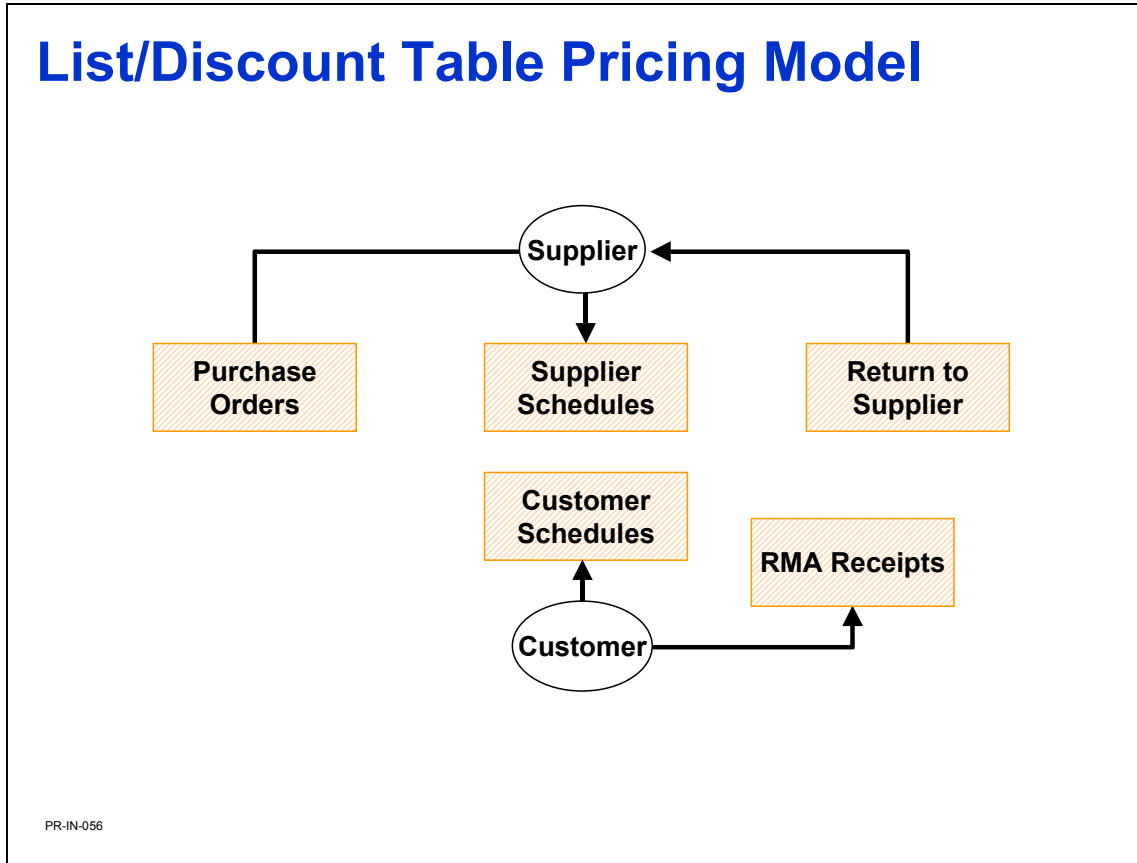 List/Discount Table Pricing Model
Supplier
Purchase
Orders
Supplier
Schedules
Return to
Supplier
Customer
Schedules
RMA Receipts
Customer
PR-IN-056